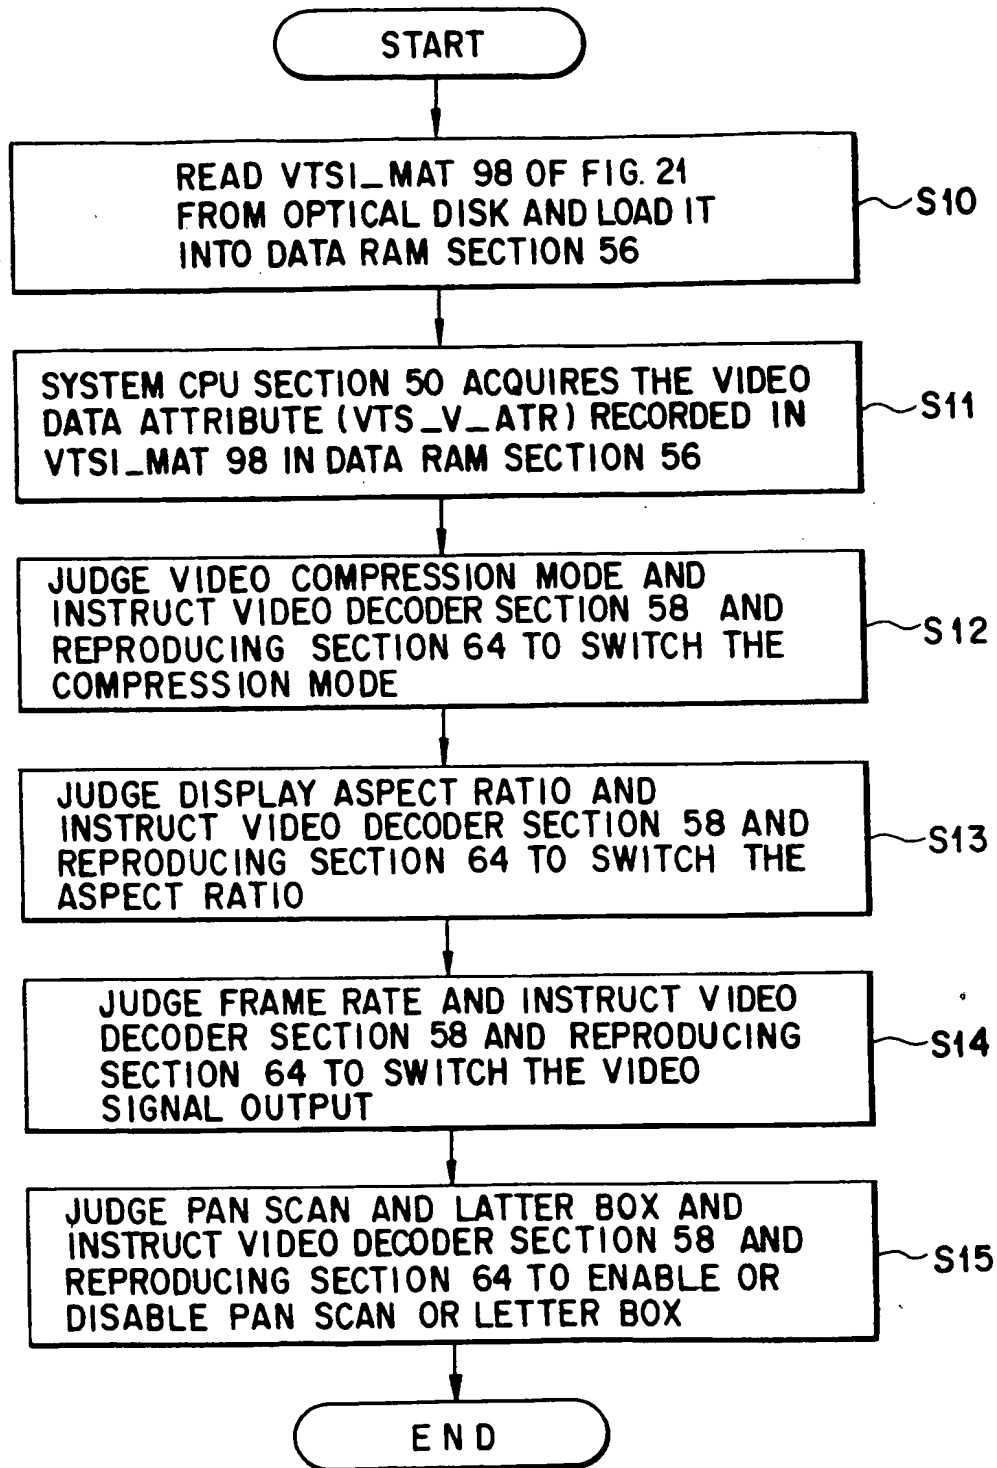 START
READ VTSI_MAT 98 OF FIG. 21
FROM OPTICAL DISK AND LOAD IT
INTO DATA RAM SECTION 56
S10
SYSTEM CPU SECTION 50 ACQUIRES THE VIDEO
DATA ATTRIBUTE (VTS_V_ATR) RECORDED IN
VTSI_MAT 98 IN DATA RAM SECTION 56
S11
JUDGE VIDEO COMPRESSION MODE AND
INSTRUCT VIDEO DECODER SECTION 58 AND
REPRODUCING SECTION 64 TO SWITCH THE
COMPRESSION MODE
S12
JUDGE DISPLAY ASPECT RATIO AND
INSTRUCT VIDEO DECODER SECTION 58 AND
REPRODUCING SECTION 64 TO SWITCH THE
ASPECT RATIO
S13
JUDGE FRAME RATE AND INSTRUCT VIDEO
DECODER SECTION 58 AND REPRODUCING
SECTION 64 TO SWITCH THE VIDEO
SIGNAL OUTPUT
S14
JUDGE PAN SCAN AND LATTER BOX AND
INSTRUCT VIDEO DECODER SECTION 58 AND
REPRODUCING SECTION 64 TO ENABLE OR
DISABLE PAN SCAN OR LETTER BOX
S15
END